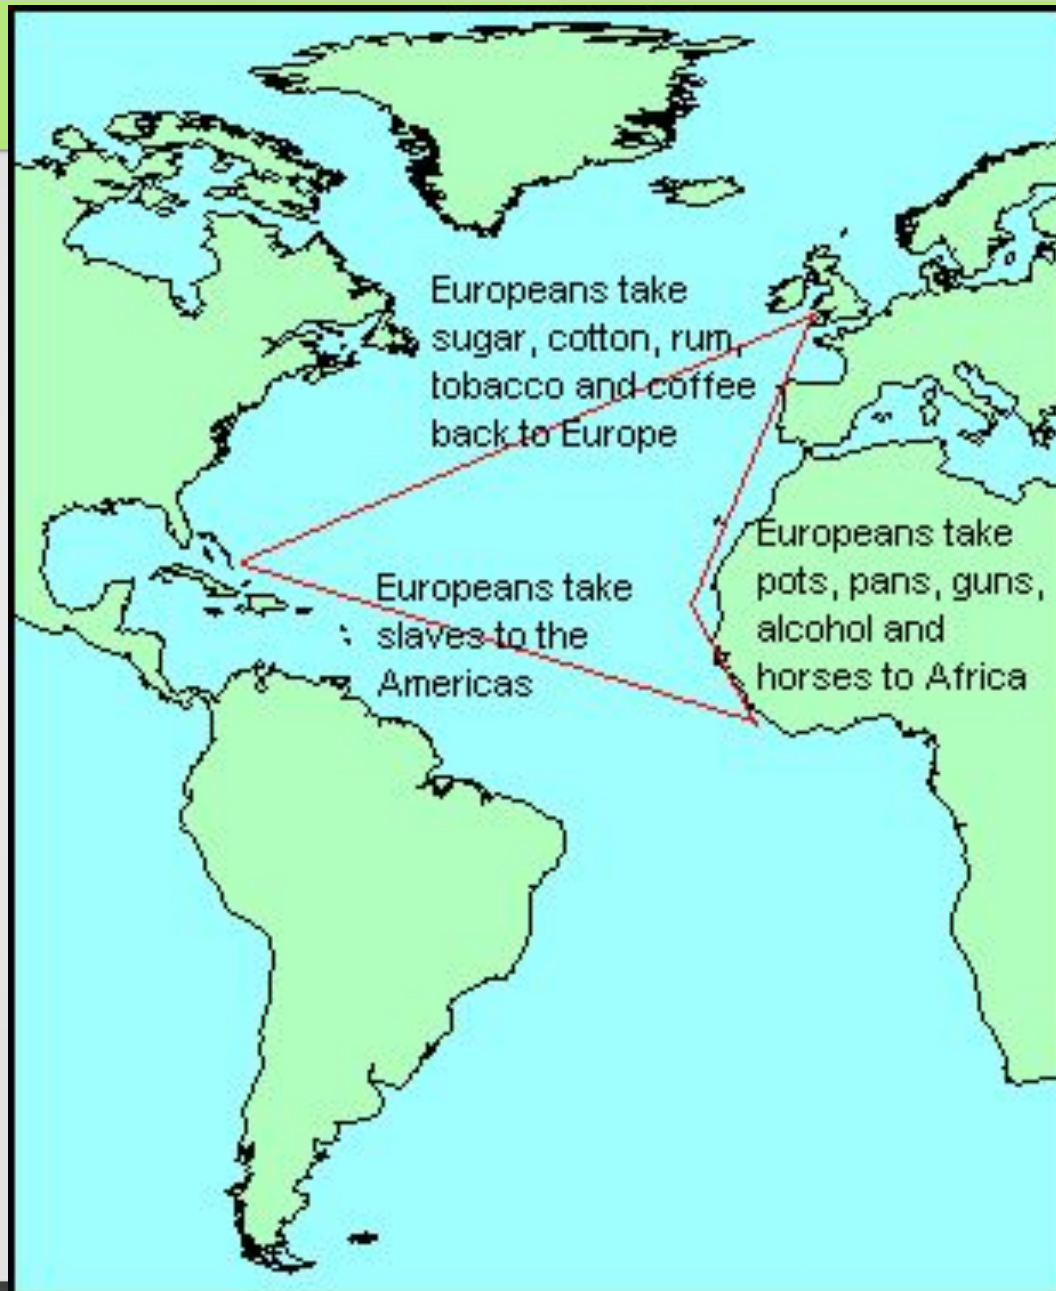 Europeans take
sugar, cotton, rum,
tobacco and coffee
back to Europe
Europeans take
pots, pans, guns,
alcohol and
horses to Africa
Europeans take
slaves to the
Americas